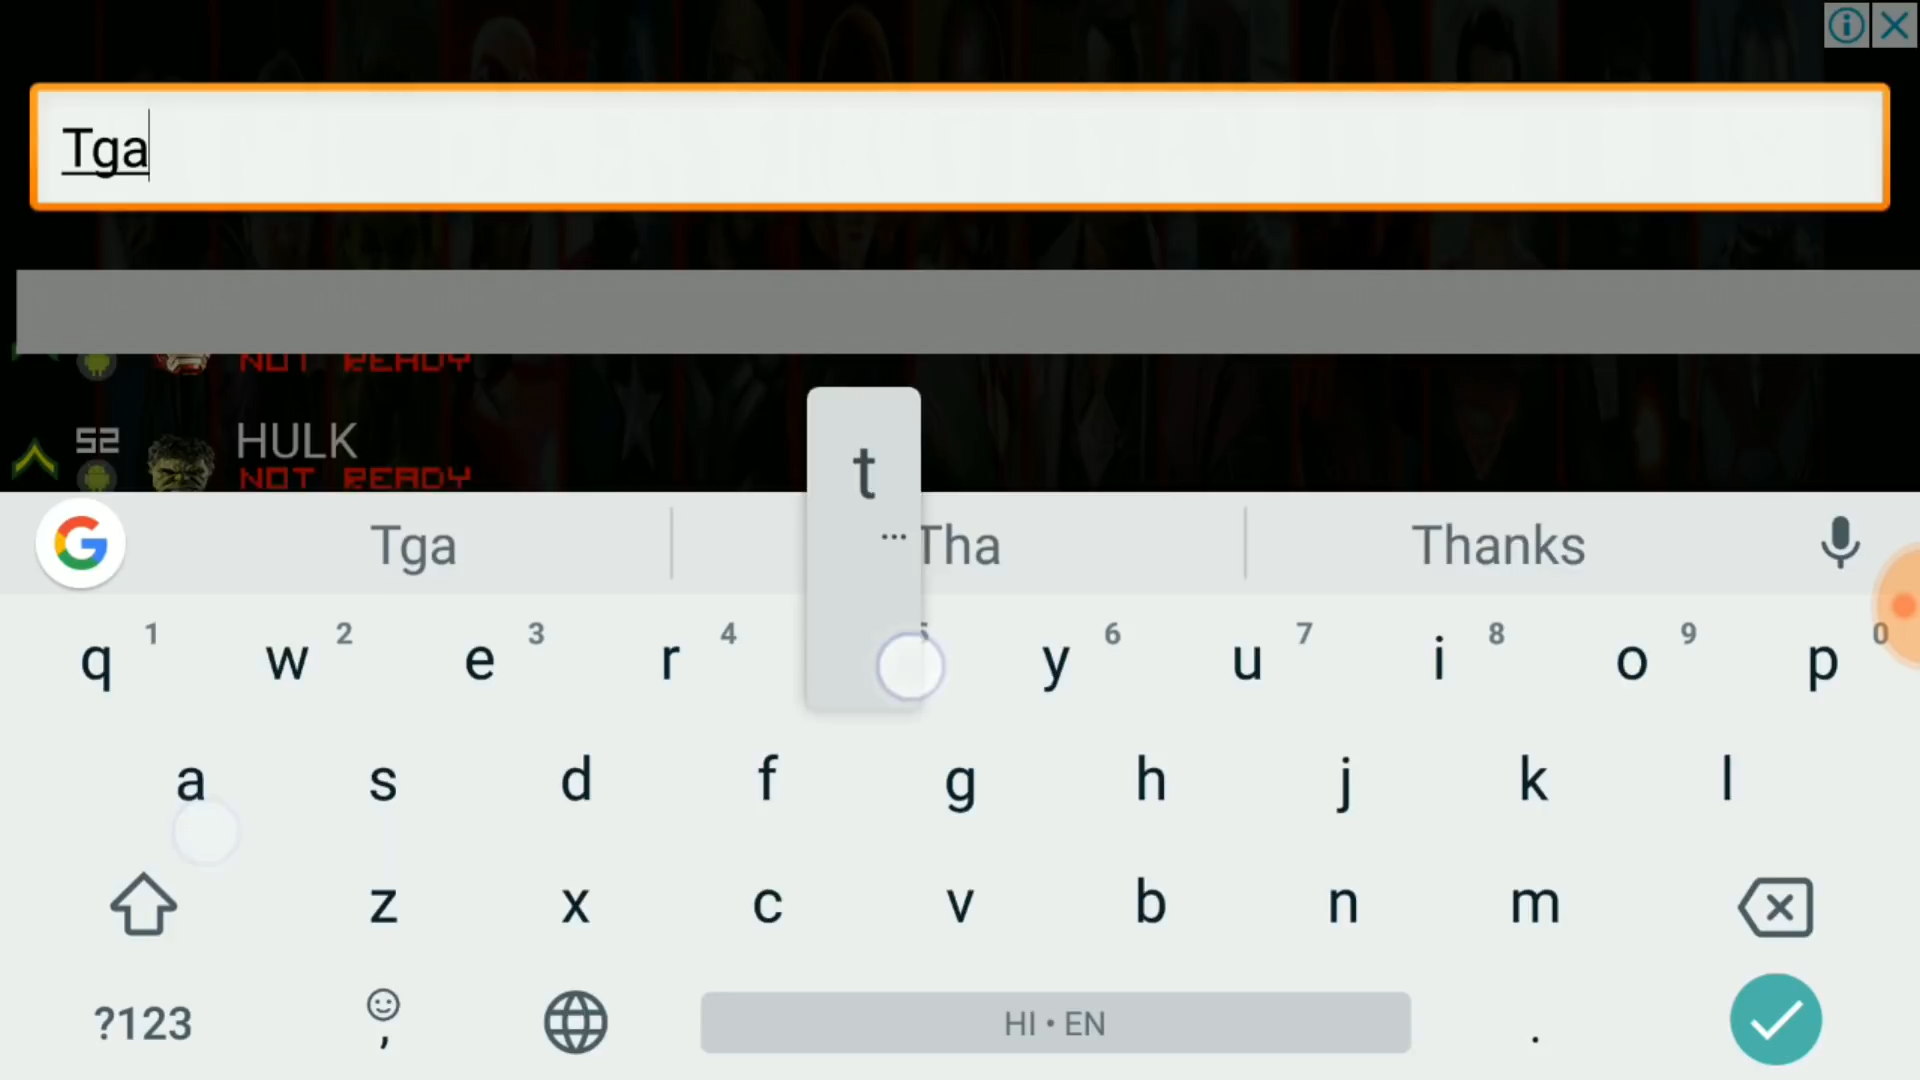 Tga
NOT READY
52 HULK
NOT READY
Tga Tha Thanks
1 2 3 4 5 6 7 8 9 0
q w e r t y u i o p
a s d f g h j k l
z x c v b n m
?123 , HI • EN .